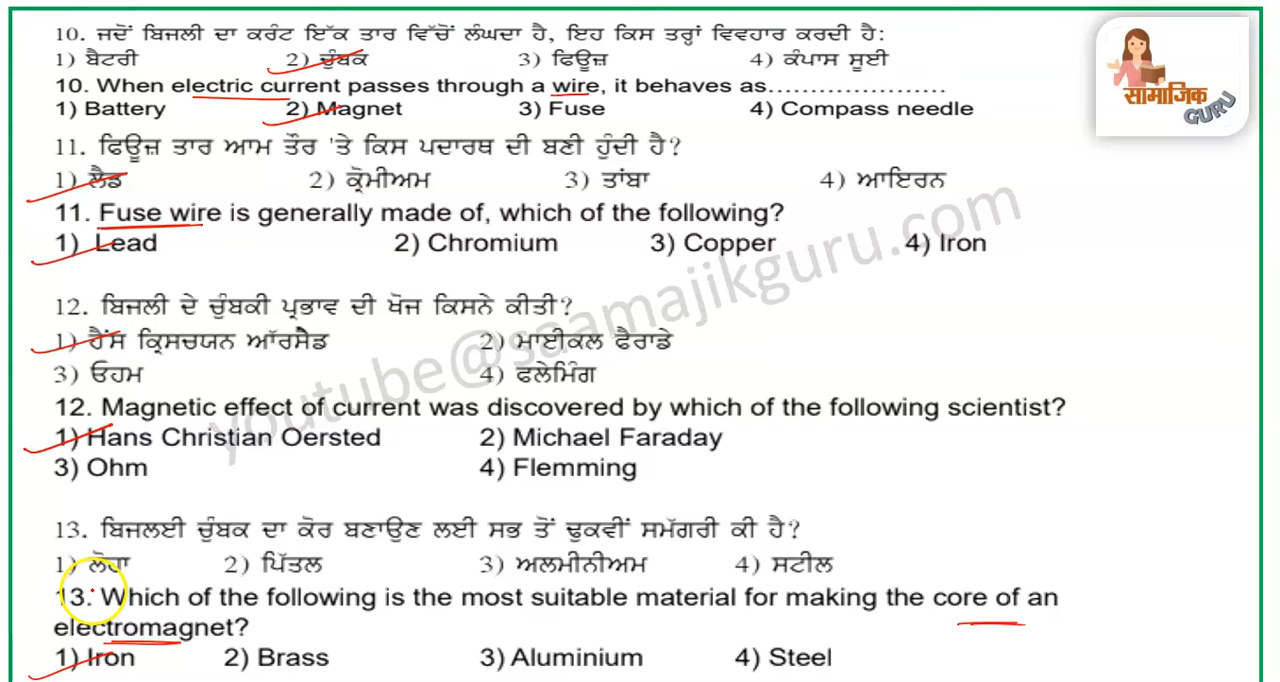 10. ਜਦੋਂ ਬਿਜਲੀ ਦਾ ਕਰੰਟ ਇੱਕ ਤਾਰ ਵਿੱਚੋਂ ਲੰਘਦਾ ਹੈ, ਇਹ ਕਿਸ ਤਰ੍ਹਾਂ ਵਿਵਹਾਰ ਕਰਦੀ ਹੈ:
1) ਬੈਟਰੀ 2) ਚੁੰਬਕ 3) ਫਿਊਜ਼ 4) ਕੰਪਾਸ ਸੂਈ
10. When electric current passes through a wire, it behaves as.....................
1) Battery 2) Magnet 3) Fuse 4) Compass needle
सामाजिक
GURU
11. ਫਿਊਜ਼ ਤਾਰ ਆਮ ਤੌਰ 'ਤੇ ਕਿਸ ਪਦਾਰਥ ਦੀ ਬਣੀ ਹੁੰਦੀ ਹੈ?
1) ਲੈਡ 2) ਕ੍ਰੋਮੀਅਮ 3) ਤਾਂਬਾ 4) ਆਇਰਨ
11. Fuse wire is generally made of, which of the following?
1) Lead 2) Chromium 3) Copper 4) Iron
12. ਬਿਜਲੀ ਦੇ ਚੁੰਬਕੀ ਪ੍ਰਭਾਵ ਦੀ ਖੋਜ ਕਿਸਨੇ ਕੀਤੀ?
1) ਹੈਂਸ ਕ੍ਰਿਸਚਯਨ ਆੱਰਸੈਡ 2) ਮਾਈਕਲ ਫੈਰਾਡੇ
3) ਓਹਮ 4) ਫਲੇਮਿੰਗ
12. Magnetic effect of current was discovered by which of the following scientist?
1) Hans Christian Oersted 2) Michael Faraday
3) Ohm 4) Flemming
youtube@saamajikguru.com
13. ਬਿਜਲਈ ਚੁੰਬਕ ਦਾ ਕੋਰ ਬਣਾਉਣ ਲਈ ਸਭ ਤੋਂ ਢੁਕਵੀਂ ਸਮੱਗਰੀ ਕੀ ਹੈ?
1) ਲੋਹਾ 2) ਪਿੱਤਲ 3) ਅਲਮੀਨੀਅਮ 4) ਸਟੀਲ
13. Which of the following is the most suitable material for making the core of an
electromagnet?
1) Iron 2) Brass 3) Aluminium 4) Steel